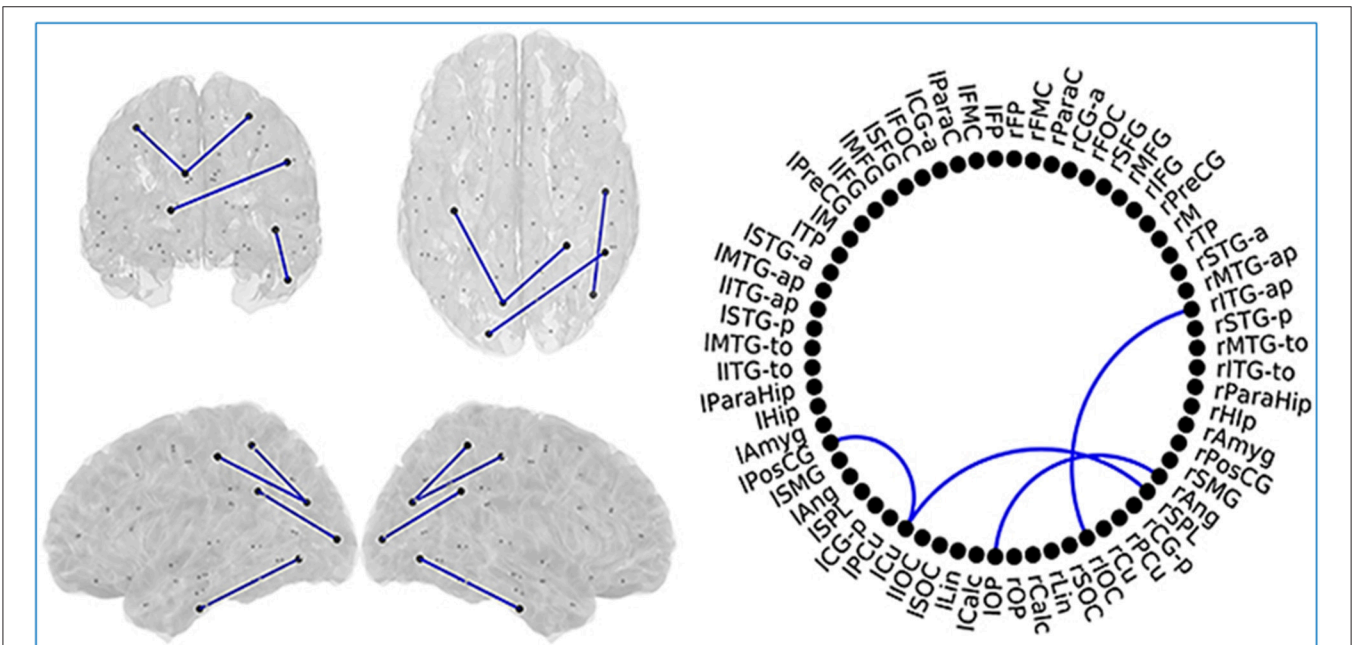 lFP
lFMC
lParaC
lCG-a
lFOC
lSFG
lMFG
lIFG
lPreCG
lM
lTP
lSTG-a
lMTG-ap
lITG-ap
lSTG-p
lMTG-to
lITG-to
lParaHip
lHip
lAmyg
lPosCG
lSMG
lAng
lSPL
lCG-p
lPCu
lCu
lIOC
lSOC
lLin
lCalc
lOP
rFP
rFMC
rParaC
rCG-a
rFOC
rSFG
rMFG
rIFG
rPreCG
rM
rTP
rSTG-a
rMTG-ap
rITG-ap
rSTG-p
rMTG-to
rITG-to
rParaHip
rHIp
rAmyg
rPosCG
rSMG
rAng
rSPL
rCG-p
rPCu
rCu
rIOC
rSOC
rLin
rCalc
rOP